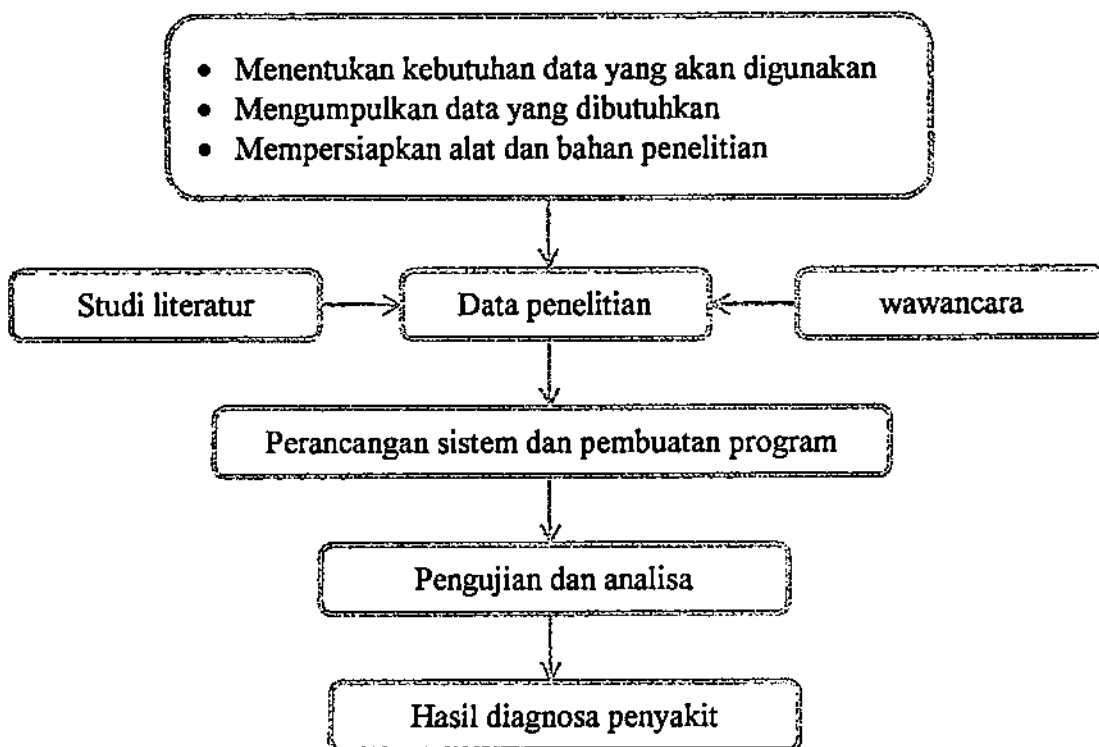 • Menentukan kebutuhan data yang akan digunakan
• Mengumpulkan data yang dibutuhkan
• Mempersiapkan alat dan bahan penelitian
Studi literatur
Data penelitian
wawancara
Perancangan sistem dan pembuatan program
Pengujian dan analisa
Hasil diagnosa penyakit